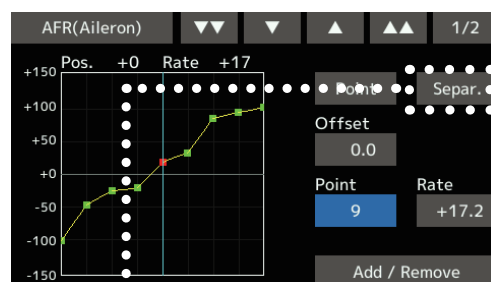 AFR(Aileron) ▼▼ ▼ ▲ ▲▲ 1/2
Pos. +0 Rate +17
+150
+100
+50
+0
-50
-100
-150
Point Separ.
Offset
0.0
Point Rate
9 +17.2
Add / Remove